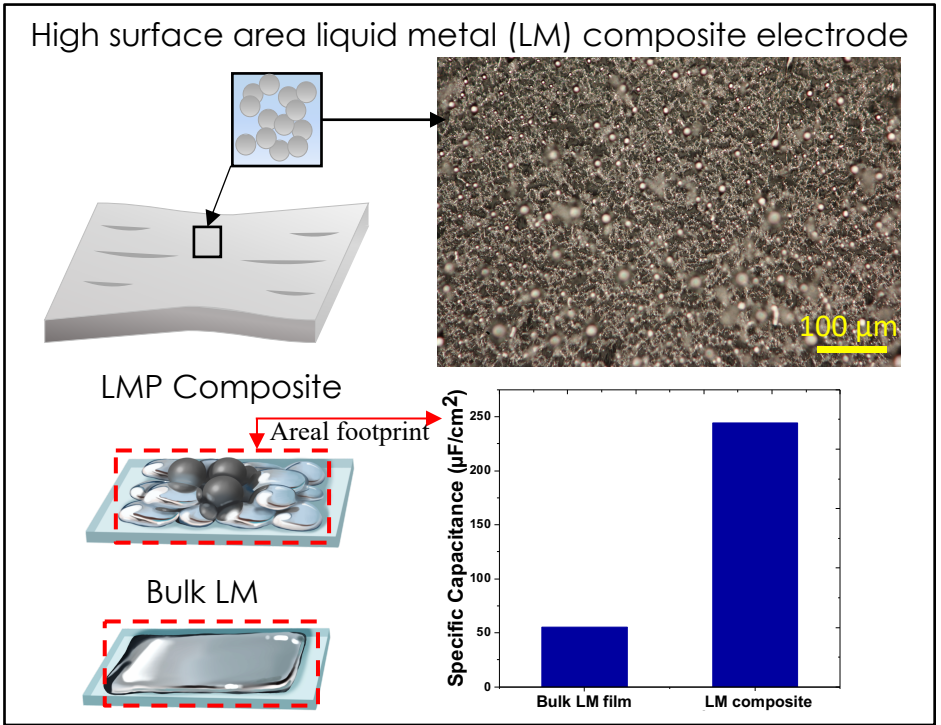 High surface area liquid metal (LM) composite electrode
100 µm
LMP Composite
Areal footprint
Bulk LM
Specific Capacitance (µF/cm²)
250
200
150
100
50
0
Bulk LM film
LM composite